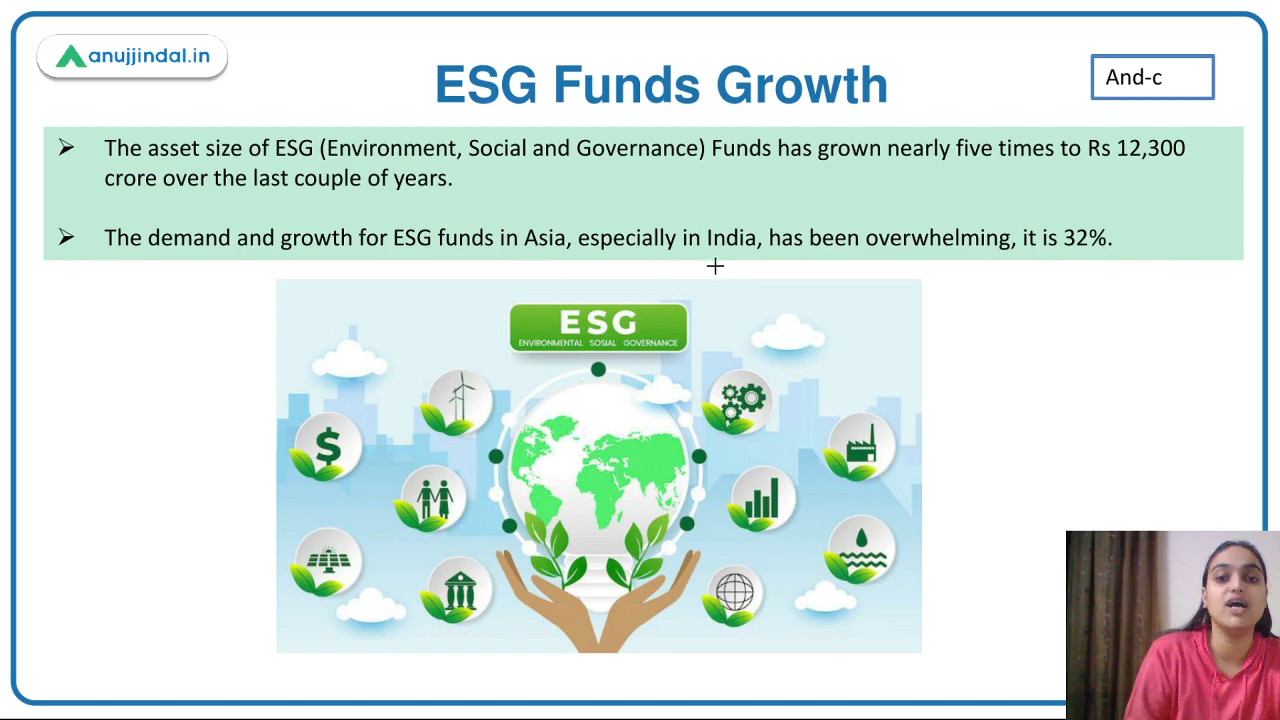 anujjindal.in
ESG Funds Growth
And-c
➢ The asset size of ESG (Environment, Social and Governance) Funds has grown nearly five times to Rs 12,300
crore over the last couple of years.
➢ The demand and growth for ESG funds in Asia, especially in India, has been overwhelming, it is 32%.
ESG
ENVIRONMENTAL SOSIAL GOVERNANCE
$